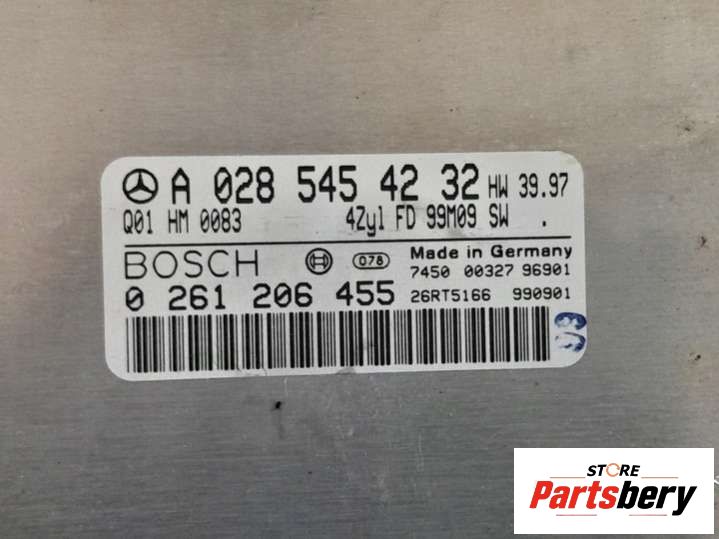 A 028 545 42 32 HW 39.97
Q01 HM 0083 4Zyl FD 99M09 SW .
BOSCH 078 Made in Germany
7450 00327 96901
0 261 206 455 26RT5166 990901
STORE
Partsbery